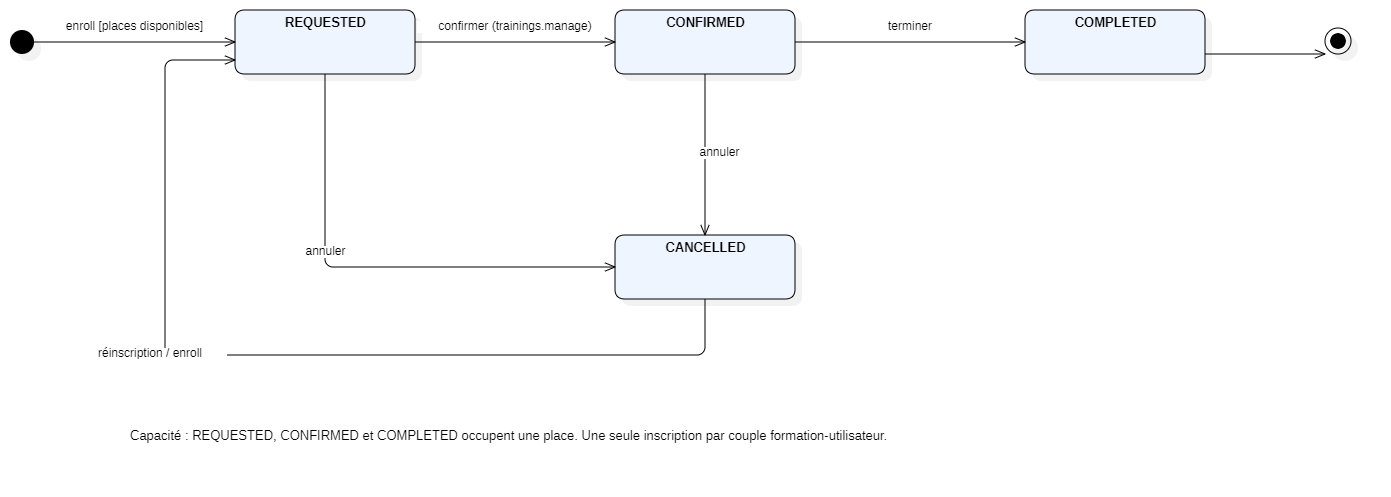 enroll [places disponibles]
REQUESTED
confirmer (trainings.manage)
CONFIRMED
terminer
COMPLETED
annuler
annuler
CANCELLED
réinscription / enroll
Capacité : REQUESTED, CONFIRMED et COMPLETED occupent une place. Une seule inscription par couple formation-utilisateur.